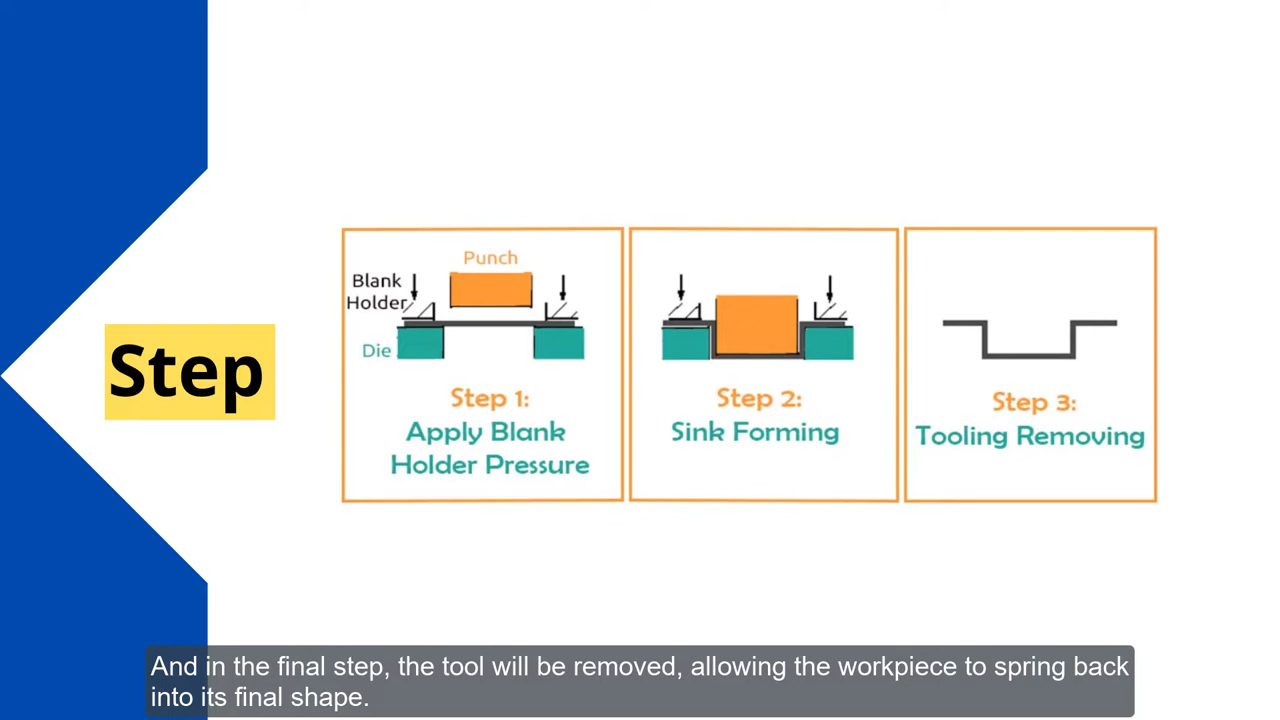 Step
Punch
Blank
Holder
Die
Step 1:
Apply Blank
Holder Pressure
Step 2:
Sink Forming
Step 3:
Tooling Removing
And in the final step, the tool will be removed, allowing the workpiece to spring back
into its final shape.